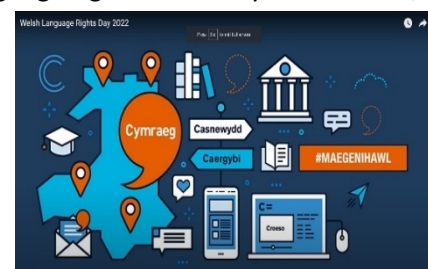 Welsh Language Rights Day 2022
Cymraeg
Casnewydd
Caergybi
#MAEGENIHAWL
C=
Croeso